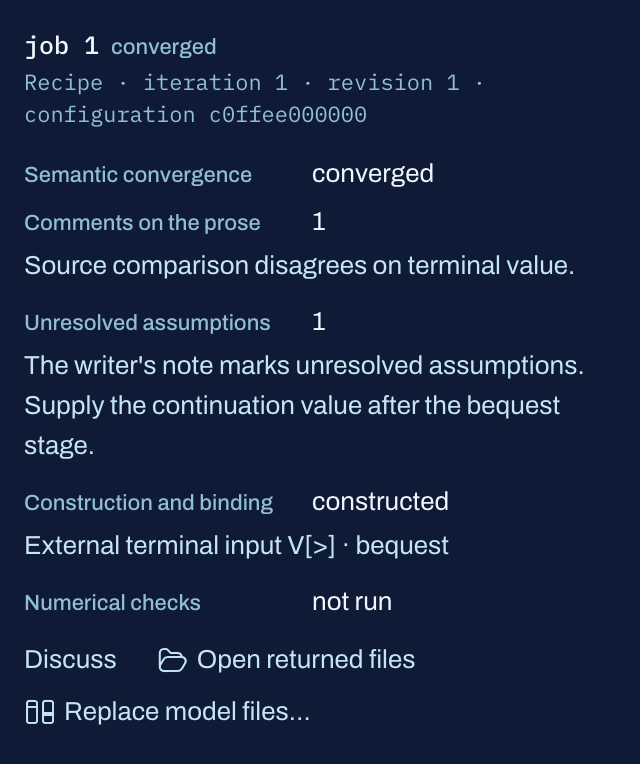 job 1 converged
Recipe · iteration 1 · revision 1 ·
configuration c0ffee000000
Semantic convergence converged
Comments on the prose 1
Source comparison disagrees on terminal value.
Unresolved assumptions 1
The writer's note marks unresolved assumptions.
Supply the continuation value after the bequest
stage.
Construction and binding constructed
External terminal input V[>] · bequest
Numerical checks not run
Discuss Open returned files
Replace model files...